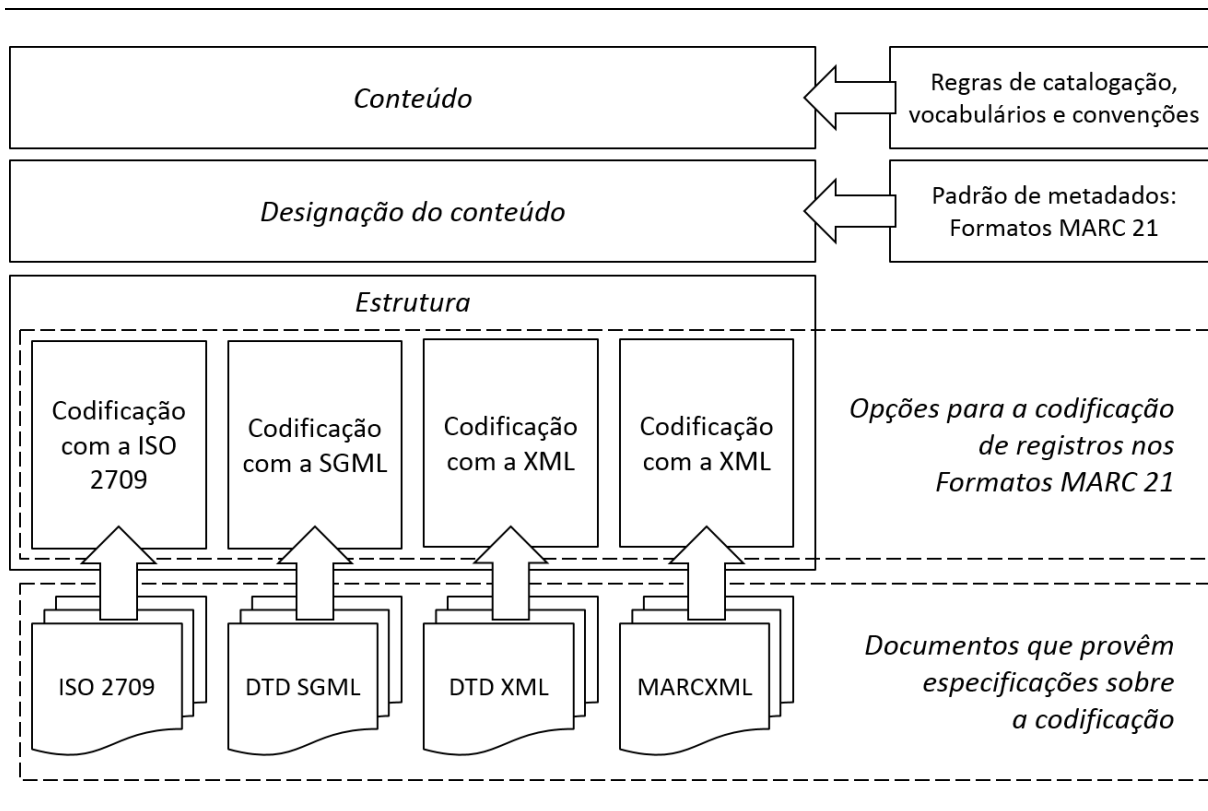 Conteúdo
Regras de catalogação,
vocabulários e convenções
Designação do conteúdo
Padrão de metadados:
Formatos MARC 21
Estrutura
Codificação
com a ISO
2709
Codificação
com a SGML
Codificação
com a XML
Codificação
com a XML
Opções para a codificação
de registros nos
Formatos MARC 21
ISO 2709
DTD SGML
DTD XML
MARCXML
Documentos que provêm
especificações sobre
a codificação